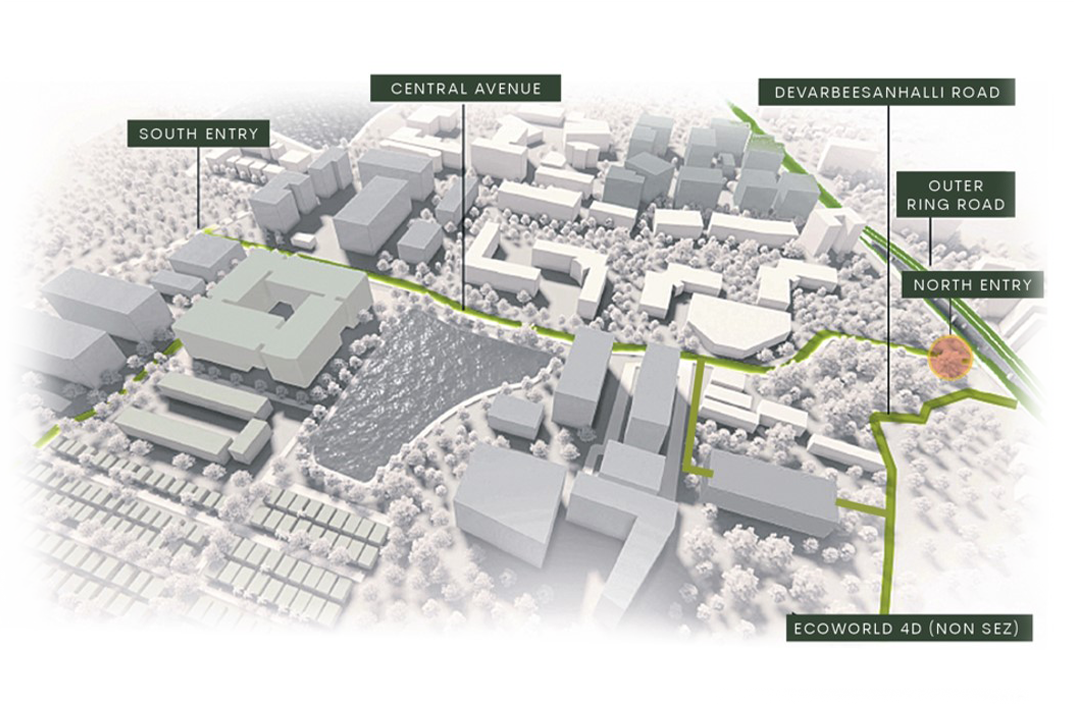 CENTRAL AVENUE
DEVARBEESANHALLI ROAD
SOUTH ENTRY
OUTER
RING ROAD
NORTH ENTRY
ECOWORLD 4D (NON SEZ)